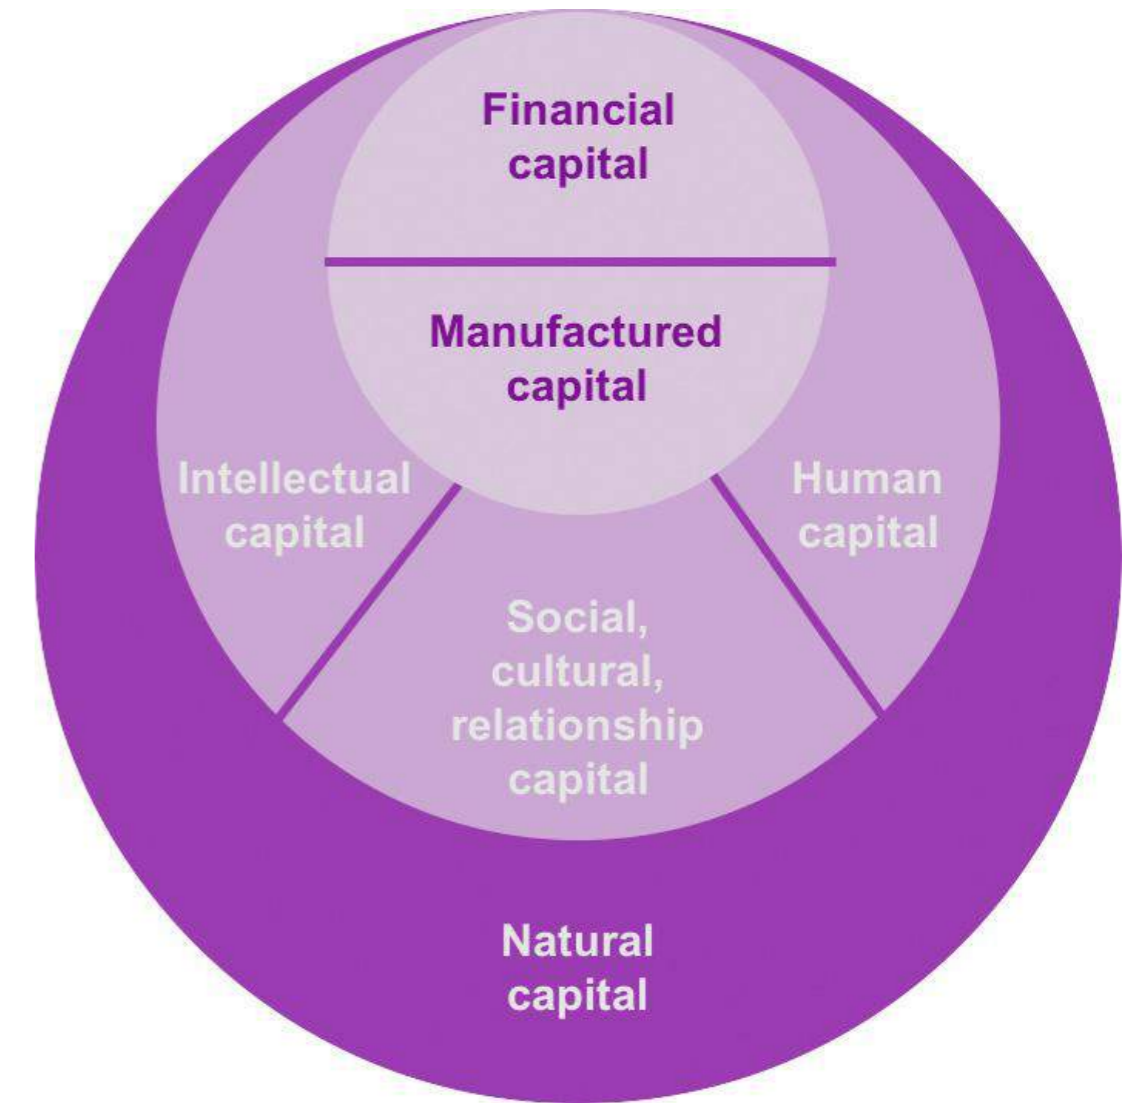 Financial
capital
Manufactured
capital
Intellectual
capital
Human
capital
Social,
cultural,
relationship
capital
Natural
capital